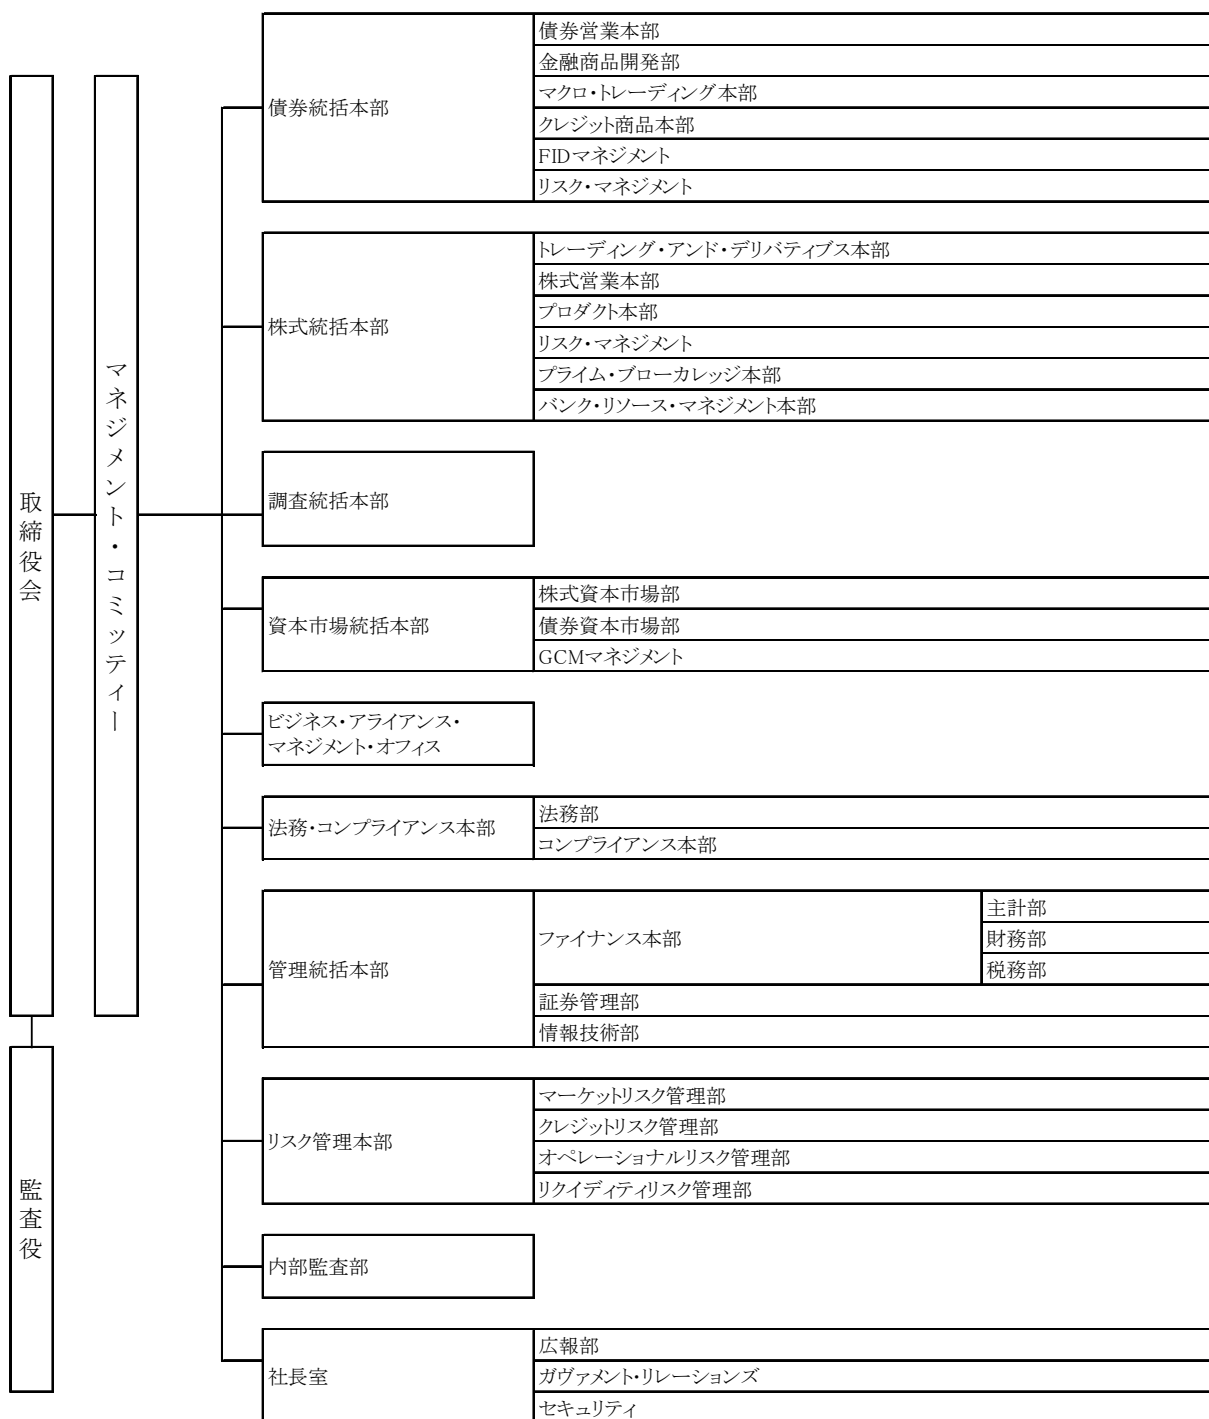 取締役会
監査役
マネジメント・コミッティー
債券統括本部
債券営業本部
金融商品開発部
マクロ・トレーディング本部
クレジット商品本部
FIDマネジメント
リスク・マネジメント
株式統括本部
トレーディング・アンド・デリバティブス本部
株式営業本部
プロダクト本部
リスク・マネジメント
プライム・ブローカレッジ本部
バンク・リソース・マネジメント本部
調査統括本部
資本市場統括本部
株式資本市場部
債券資本市場部
GCMマネジメント
ビジネス・アライアンス・
マネジメント・オフィス
法務・コンプライアンス本部
法務部
コンプライアンス本部
管理統括本部
ファイナンス本部
主計部
財務部
税務部
証券管理部
情報技術部
リスク管理本部
マーケットリスク管理部
クレジットリスク管理部
オペレーショナルリスク管理部
リクイディティリスク管理部
内部監査部
社長室
広報部
ガヴァメント・リレーションズ
セキュリティ